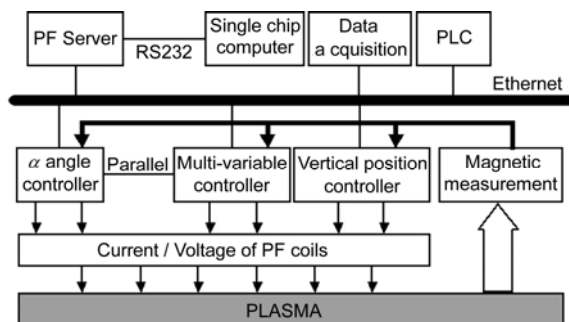 PF Server
RS232
Single chip
computer
Data
a cquisition
PLC
Ethernet
α angle
controller
Parallel
Multi-variable
controller
Vertical position
controller
Magnetic
measurement
Current / Voltage of PF coils
PLASMA